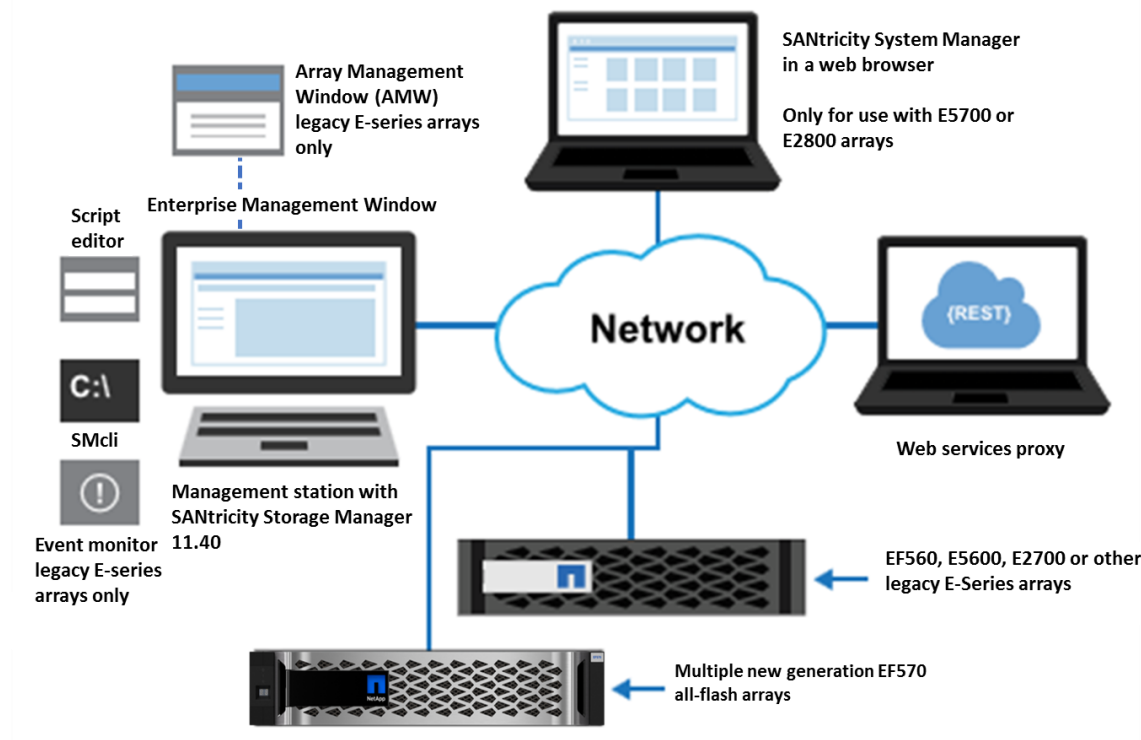 SANtricity System Manager
in a web browser
Only for use with E5700 or
E2800 arrays
Array Management
Window (AMW)
legacy E-series arrays
only
Enterprise Management Window
Script
editor
C:\
SMcli
!
Event monitor
legacy E-series
arrays only
Management station with
SANtricity Storage Manager
11.40
Network
{REST}
Web services proxy
EF560, E5600, E2700 or other
legacy E-Series arrays
NetApp
Multiple new generation EF570
all-flash arrays